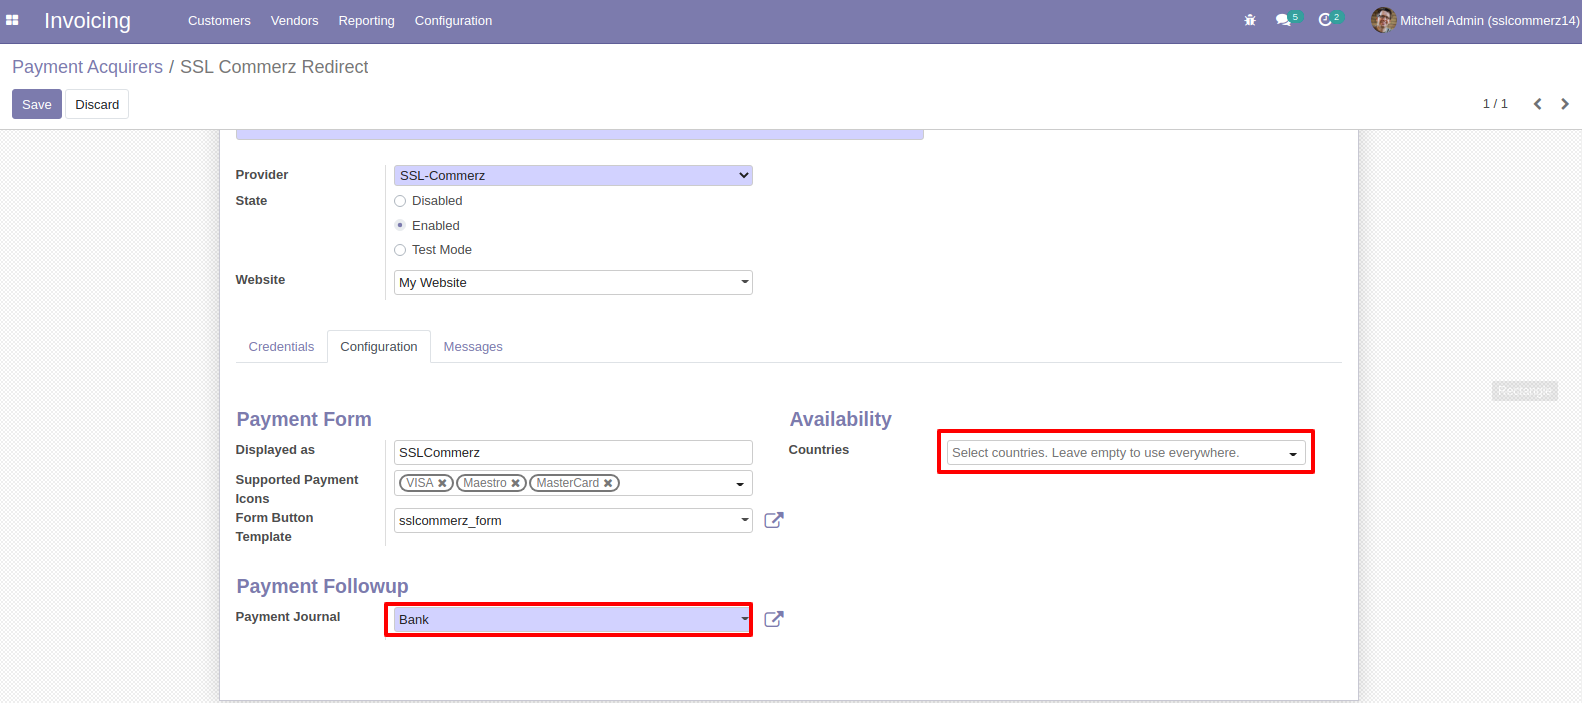 Invoicing Customers Vendors Reporting Configuration 5 2 Mitchell Admin (sslcommerz14)
Payment Acquirers / SSL Commerz Redirect
Save Discard 1 / 1
Provider SSL-Commerz
State Disabled
Enabled
Test Mode
Website My Website
Credentials Configuration Messages
Rectangle
Payment Form
Displayed as SSLCommerz
Supported Payment Icons VISA Maestro MasterCard
Form Button Template sslcommerz_form
Availability
Countries Select countries. Leave empty to use everywhere.
Payment Followup
Payment Journal Bank